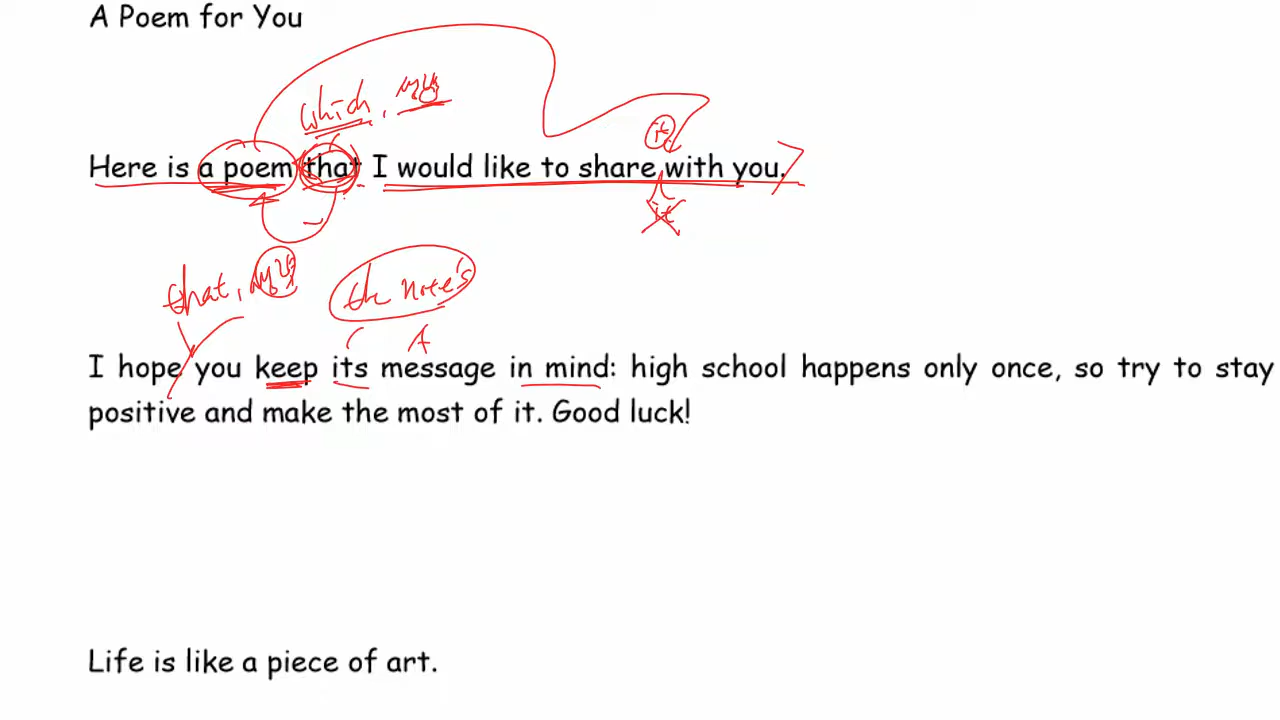 A Poem for You
which,
it
Here is a poem that I would like to share with you.
it
that,
the note's
I hope you keep its message in mind: high school happens only once, so try to stay
positive and make the most of it. Good luck!
Life is like a piece of art.